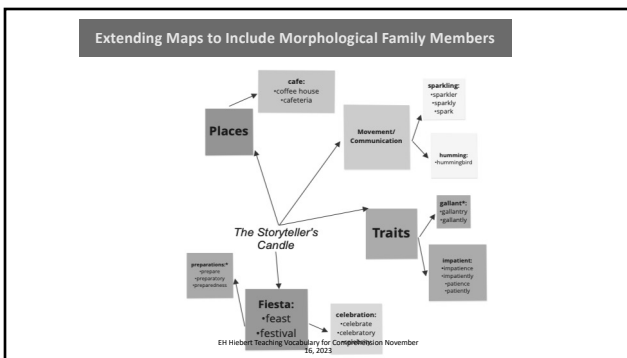 Extending Maps to Include Morphological Family Members
cafe:
•coffee house
•cafeteria
Places
Movement/
Communication
sparkling:
•sparkler
•sparkly
•spark
humming:
•hummingbird
The Storyteller's
Candle
Traits
gallant*:
•gallantry
•gallantly
impatient:
•impatience
•impatiently
•patience
•patiently
preparations:*
•prepare
•preparatory
•preparedness
Fiesta:
•feast
•festival
celebration:
•celebrate
•celebratory
EH Hiebert Teaching Vocabulary for Comprehension November
16, 2023